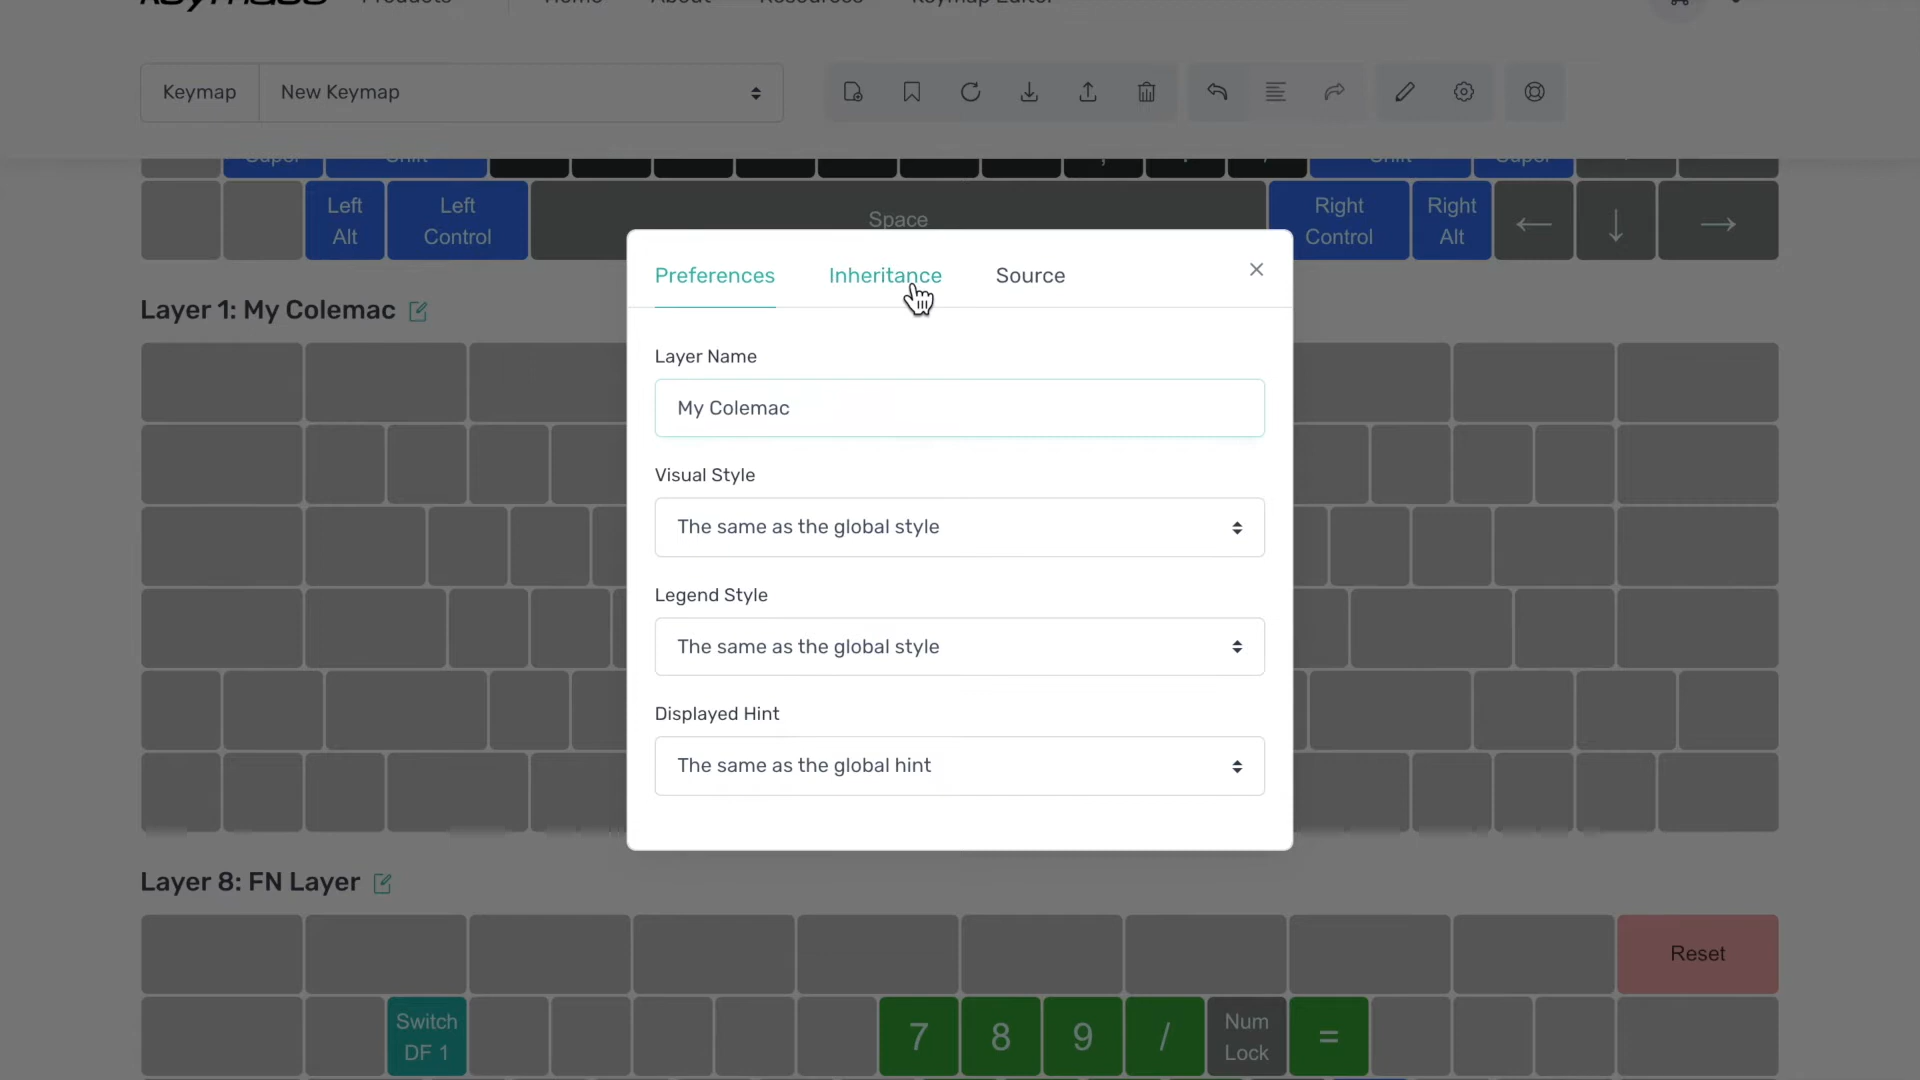 Keymap
New Keymap
Left Alt
Left Control
Space
Right Control
Right Alt
←
↓
→
Preferences
Inheritance
Source
Layer 1: My Colemac
Layer Name
My Colemac
Visual Style
The same as the global style
Legend Style
The same as the global style
Displayed Hint
The same as the global hint
Layer 8: FN Layer
Reset
Switch DF 1
7
8
9
/
Num Lock
=